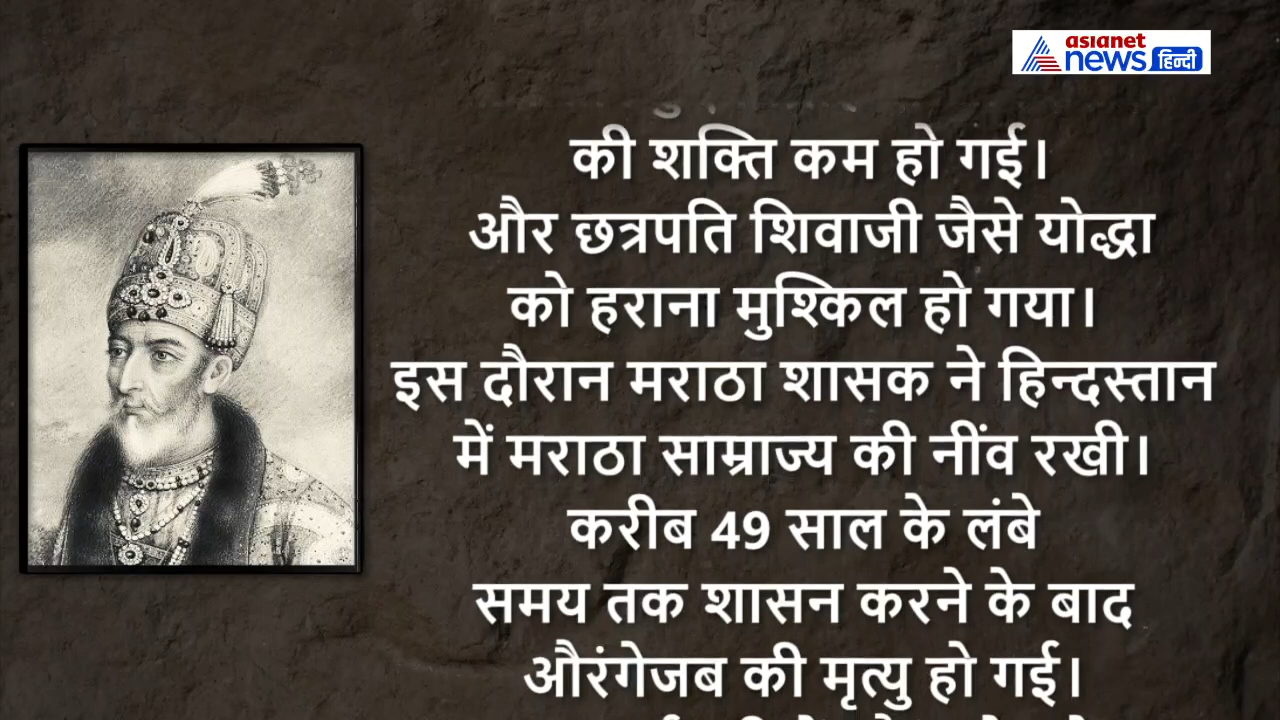 asianet
news हिन्दी
की शक्ति कम हो गई।
और छत्रपति शिवाजी जैसे योद्धा
को हराना मुश्किल हो गया।
इस दौरान मराठा शासक ने हिन्दस्तान
में मराठा साम्राज्य की नींव रखी।
करीब 49 साल के लंबे
समय तक शासन करने के बाद
औरंगेजब की मृत्यु हो गई।